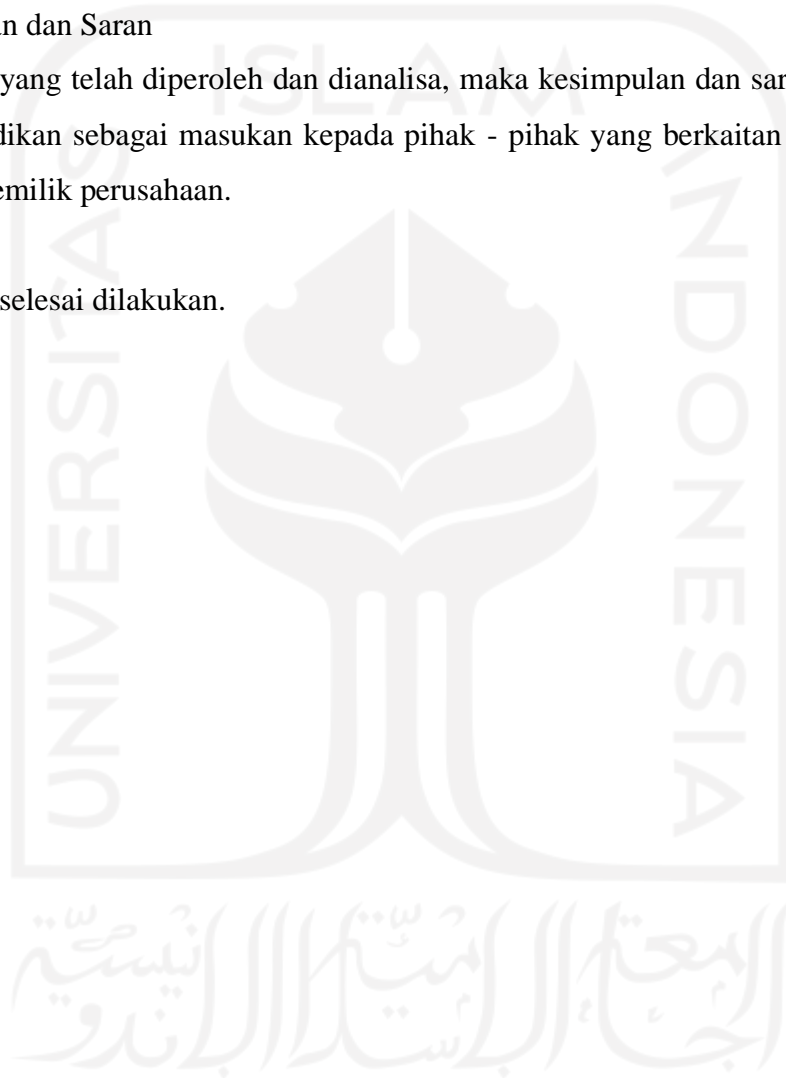 n dan Saran
yang telah diperoleh dan dianalisa, maka kesimpulan dan sar
dikan sebagai masukan kepada pihak - pihak yang berkaitan
emilik perusahaan.
selesai dilakukan.
ISLAM
UNIVERSITAS
INDONESIA